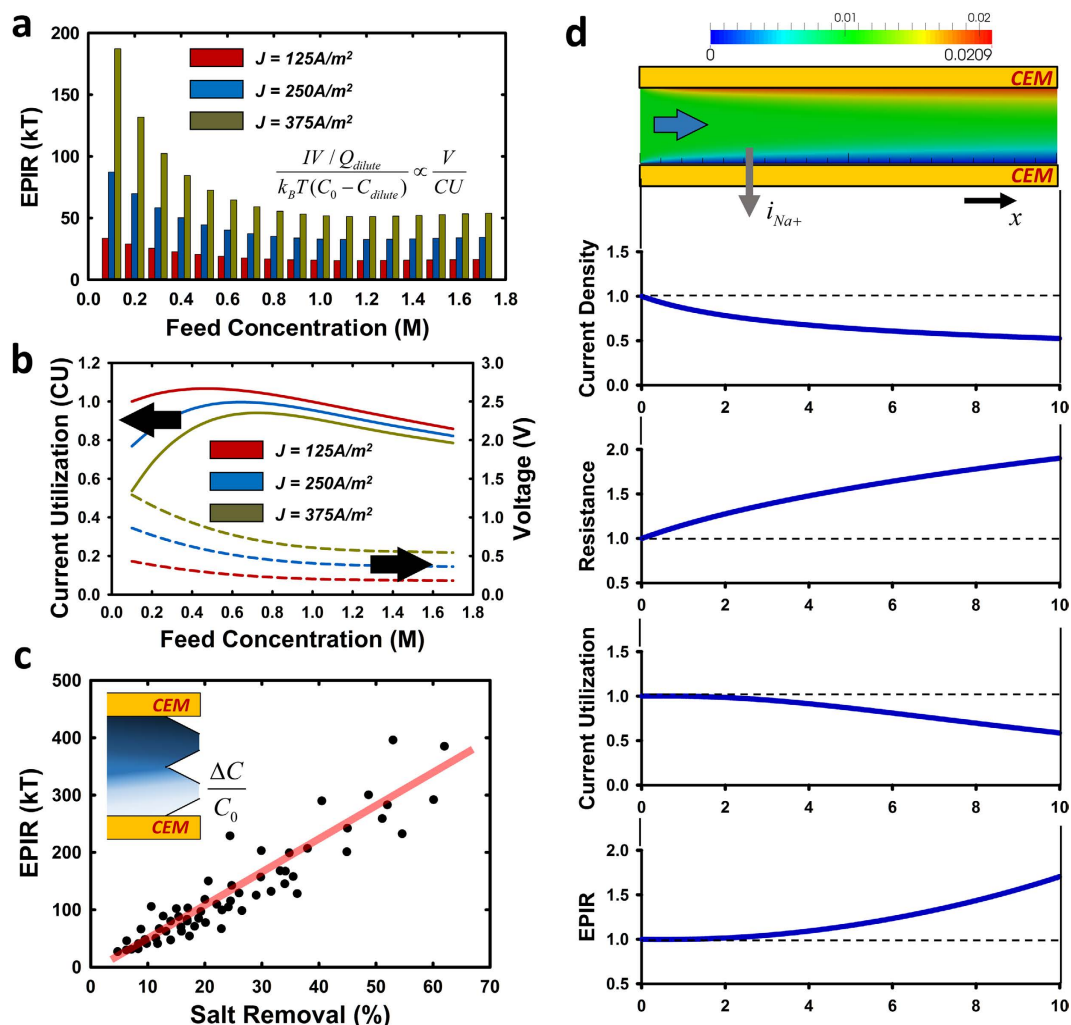 a
200
150
100
50
0
EPIR (kT)
J = 125A/m²
J = 250A/m²
J = 375A/m²
IV / Q_dilute
k_B T(C_0 − C_dilute) ∝ V
CU
0.0 0.2 0.4 0.6 0.8 1.0 1.2 1.4 1.6 1.8
Feed Concentration (M)
b
1.2
1.0
0.8
0.6
0.4
0.2
0.0
Current Utilization (CU)
3.0
2.5
2.0
1.5
1.0
0.5
0.0
Voltage (V)
J = 125A/m²
J = 250A/m²
J = 375A/m²
0.0 0.2 0.4 0.6 0.8 1.0 1.2 1.4 1.6 1.8
Feed Concentration (M)
c
500
400
300
200
100
0
EPIR (kT)
CEM
ΔC
C_0
CEM
0 10 20 30 40 50 60 70
Salt Removal (%)
d
0.01 0.02
0 0.0209
CEM
CEM
i_Na+
x
Current Density
1.5
1.0
0.5
0.0
0 2 4 6 8 10
Resistance
2.0
1.5
1.0
0.5
0 2 4 6 8 10
Current Utilization
1.5
1.0
0.5
0.0
0 2 4 6 8 10
EPIR
2.0
1.5
1.0
0.5
0 2 4 6 8 10